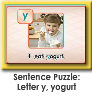 y
I eat yogurt.
Sentence Puzzle:
Letter y, yogurt